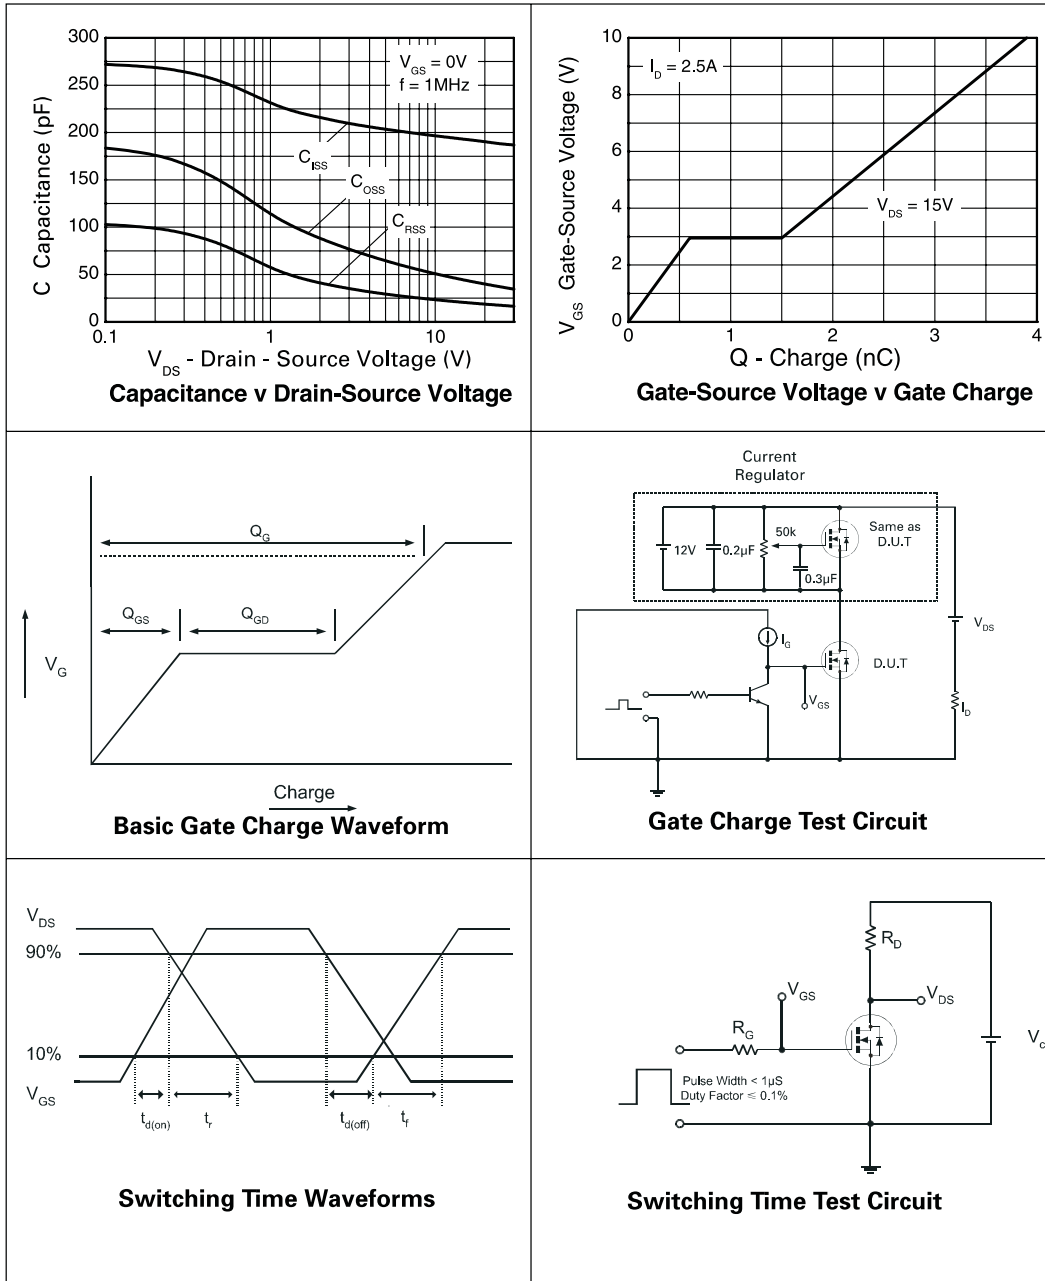 300
250
200
150
100
50
0
0.1
1
10
C Capacitance (pF)
V_GS = 0V
f = 1MHz
C_ISS
C_OSS
C_RSS
V_DS - Drain - Source Voltage (V)
Capacitance v Drain-Source Voltage
10
8
6
4
2
0
0
1
2
3
4
V_GS Gate-Source Voltage (V)
I_D = 2.5A
V_DS = 15V
Q - Charge (nC)
Gate-Source Voltage v Gate Charge
Q_G
Q_GS
Q_GD
V_G
Charge
Basic Gate Charge Waveform
Current
Regulator
12V
0.2µF
50k
0.3µF
Same as
D.U.T
I_G
V_DS
D.U.T
V_GS
I_D
Gate Charge Test Circuit
V_DS
90%
10%
V_GS
t_d(on)
t_r
t_d(off)
t_f
Switching Time Waveforms
R_D
V_GS
V_DS
R_G
V_c
Pulse Width < 1µS
Duty Factor ≤ 0.1%
Switching Time Test Circuit